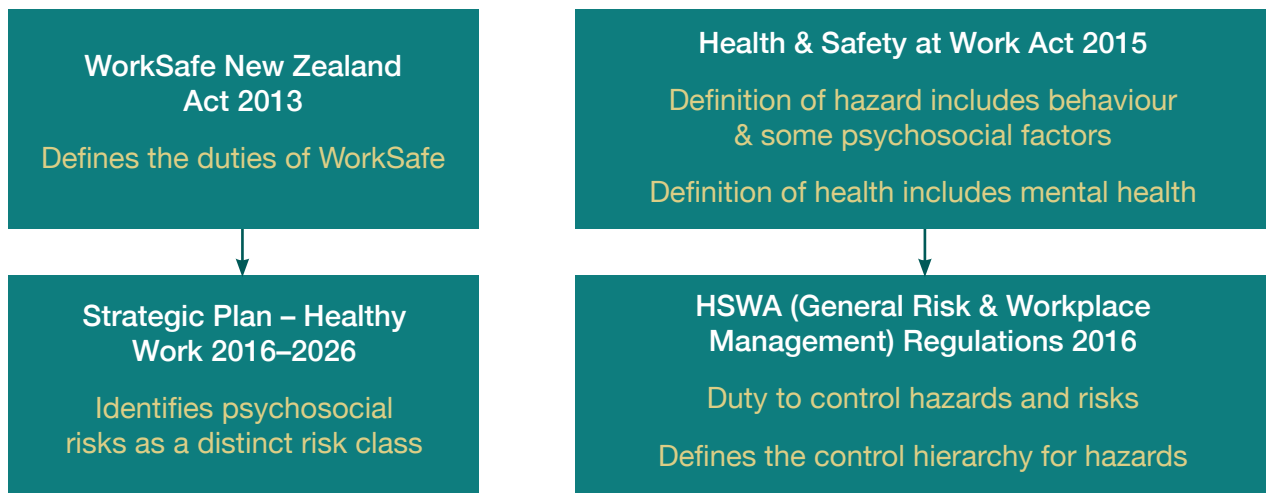 WorkSafe New Zealand
Act 2013
Defines the duties of WorkSafe
Strategic Plan – Healthy
Work 2016–2026
Identifies psychosocial
risks as a distinct risk class
Health & Safety at Work Act 2015
Definition of hazard includes behaviour
& some psychosocial factors
Definition of health includes mental health
HSWA (General Risk & Workplace
Management) Regulations 2016
Duty to control hazards and risks
Defines the control hierarchy for hazards